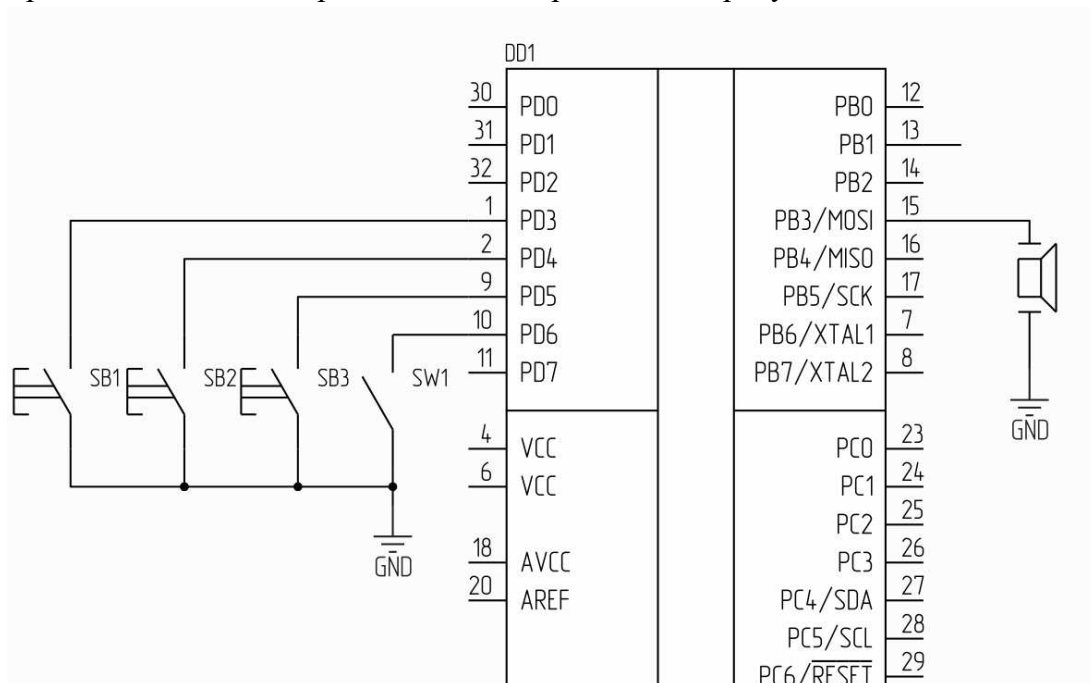 DD1
30 PD0
31 PD1
32 PD2
1 PD3
2 PD4
9 PD5
10 PD6
11 PD7
4 VCC
6 VCC
18 AVCC
20 AREF
SB1
SB2
SB3
SW1
GND
PB0 12
PB1 13
PB2 14
PB3/MOSI 15
PB4/MISO 16
PB5/SCK 17
PB6/XTAL1 7
PB7/XTAL2 8
PC0 23
PC1 24
PC2 25
PC3 26
PC4/SDA 27
PC5/SCL 28
PC6/RESET 29
GND